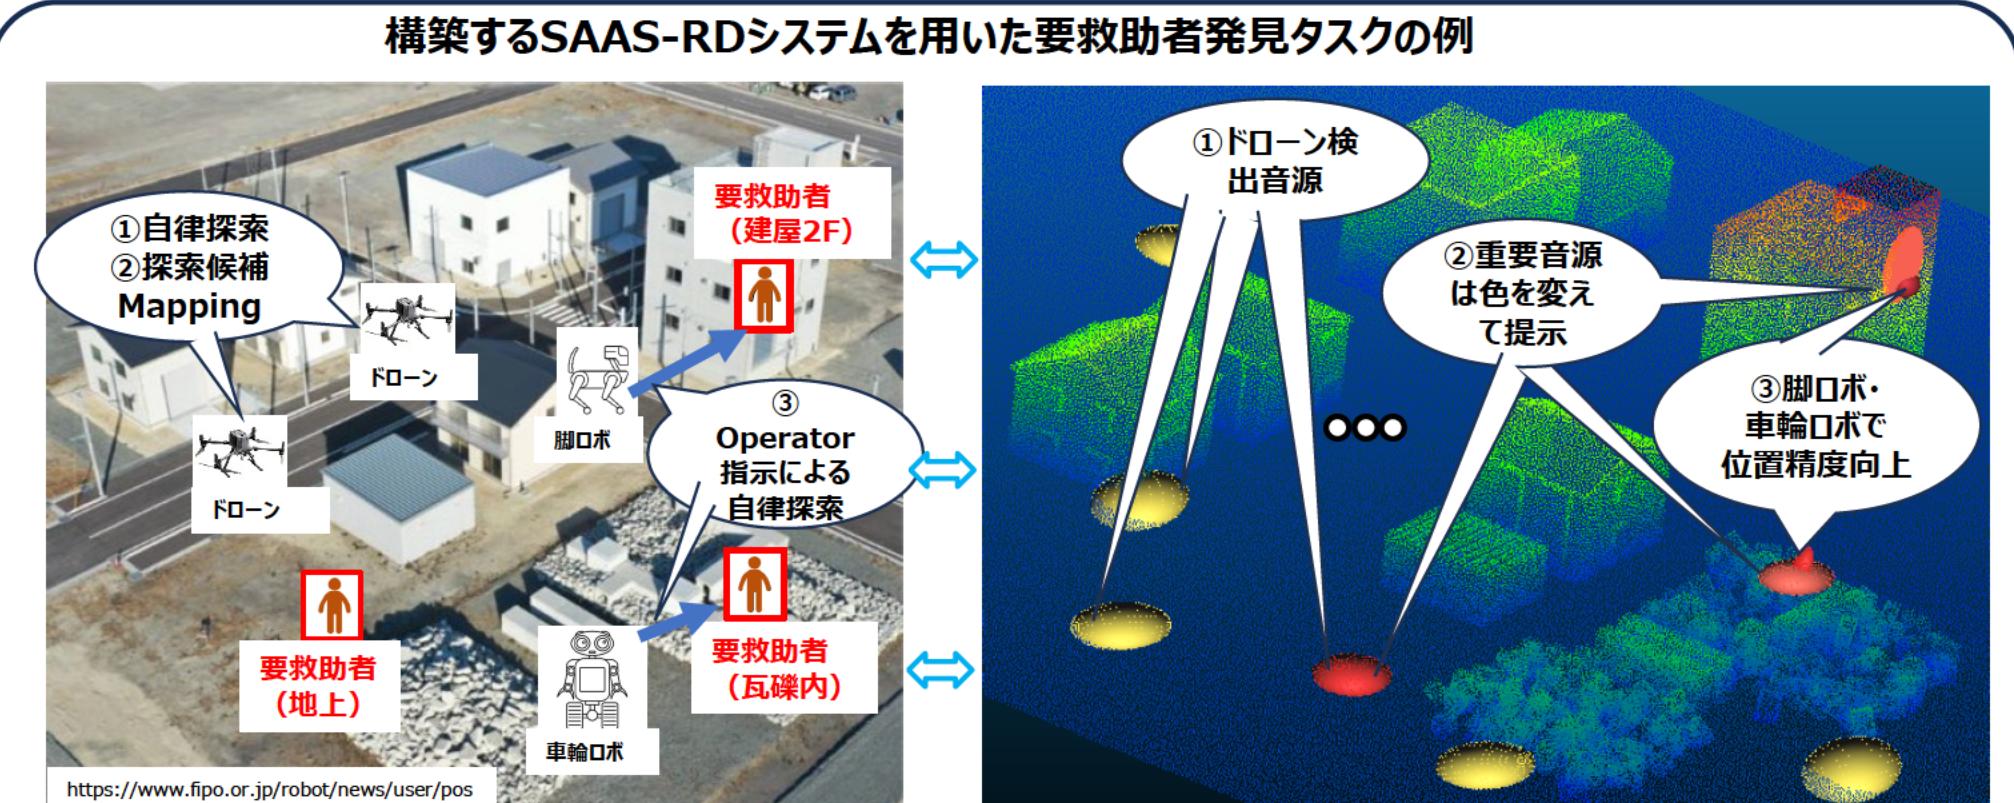 構築するSAAS-RDシステムを用いた要救助者発見タスクの例
①自律探索
②探索候補
Mapping
ドローン
ドローン
要救助者
（建屋2F）
脚ロボ
③
Operator
指示による
自律探索
要救助者
（地上）
車輪ロボ
要救助者
（瓦礫内）
https://www.fipo.or.jp/robot/news/user/pos
①ドローン検
出音源
②重要音源
は色を変え
て提示
③脚ロボ・
車輪ロボで
位置精度向上